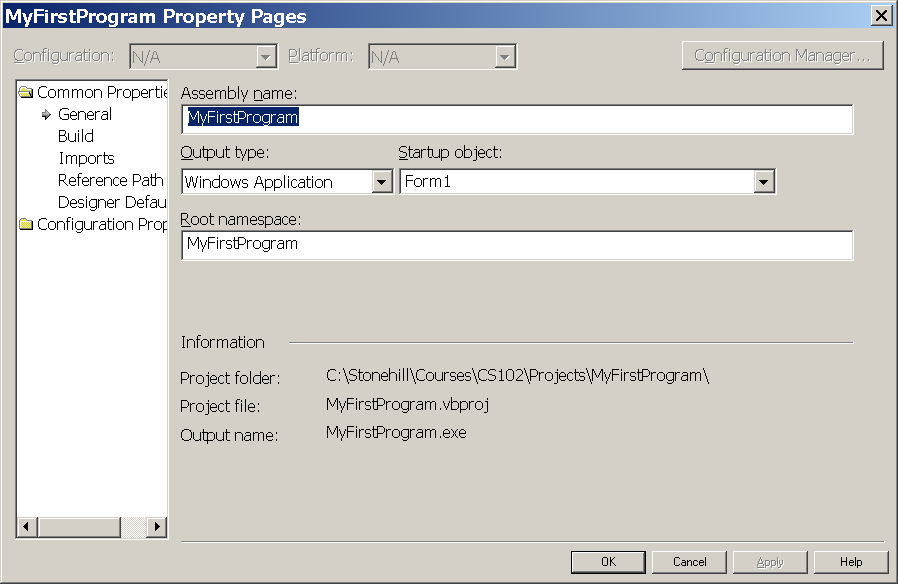 MyFirstProgram Property Pages
Configuration: N/A Platform: N/A Configuration Manager...
Common Propertie
General
Build
Imports
Reference Path
Designer Defau
Configuration Prop
Assembly name:
MyFirstProgram
Output type: Startup object:
Windows Application Form1
Root namespace:
MyFirstProgram
Information
Project folder: C:\Stonehill\Courses\CS102\Projects\MyFirstProgram\
Project file: MyFirstProgram.vbproj
Output name: MyFirstProgram.exe
OK Cancel Apply Help